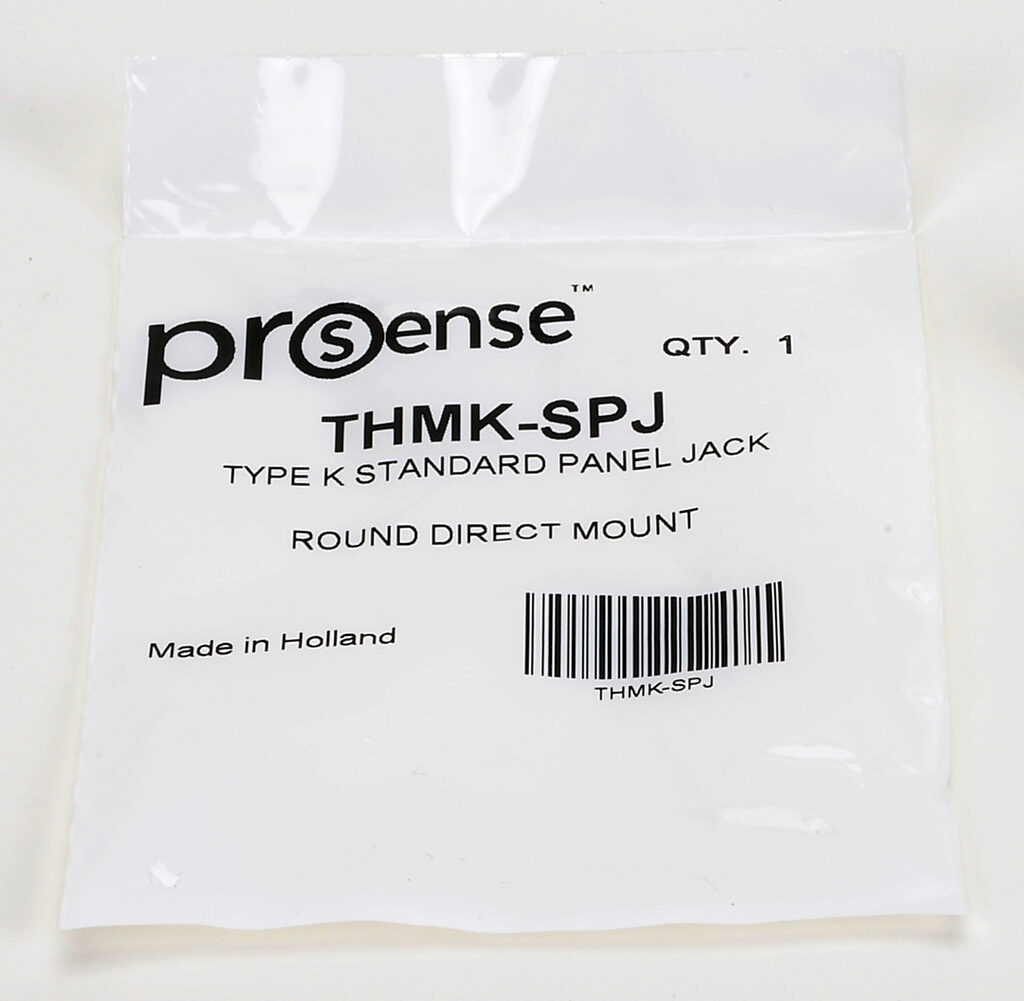 prosense™
QTY. 1
THMK-SPJ
TYPE K STANDARD PANEL JACK
ROUND DIRECT MOUNT
Made in Holland
THMK-SPJ